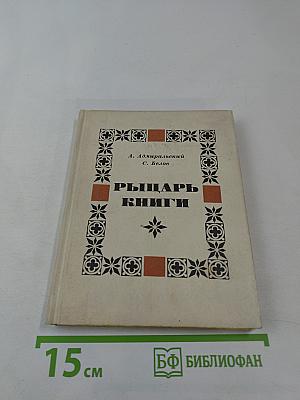 А. Адмиральский
С. Белов
РЫЦАРЬ
КНИГИ
15 см
БФ БИБЛИОФАН